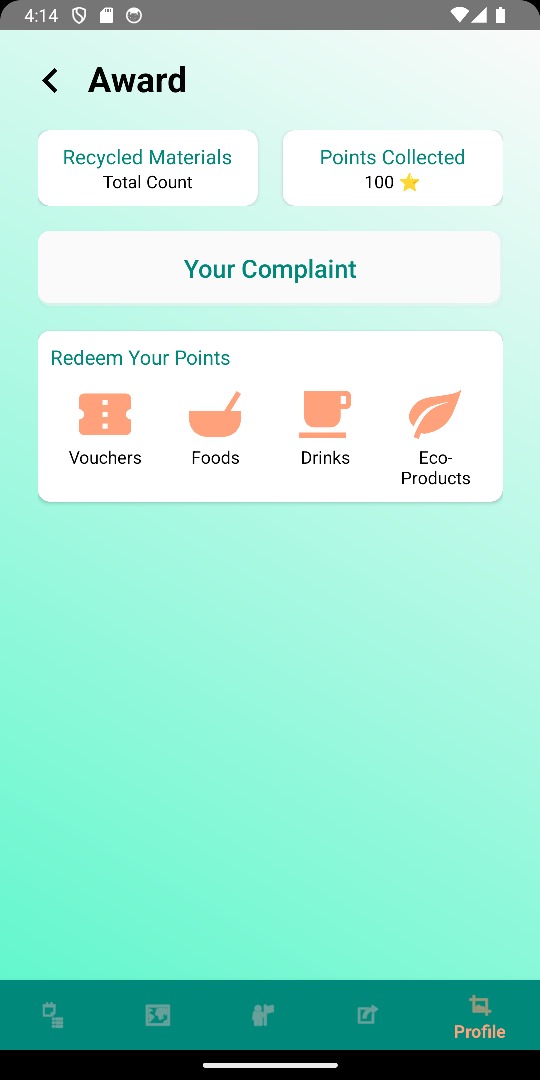 4:14
Award
Recycled Materials
Total Count
Points Collected
100 ⭐
Your Complaint
Redeem Your Points
Vouchers
Foods
Drinks
Eco-
Products
Profile